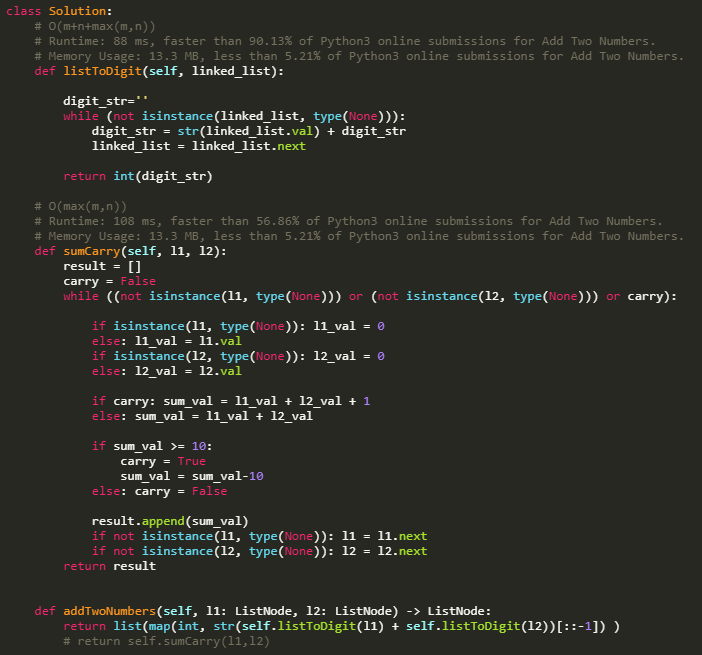 class Solution:
    # O(m+n+max(m,n))
    # Runtime: 88 ms, faster than 90.13% of Python3 online submissions for Add Two Numbers.
    # Memory Usage: 13.3 MB, less than 5.21% of Python3 online submissions for Add Two Numbers.
    def listToDigit(self, linked_list):

        digit_str=''
        while (not isinstance(linked_list, type(None))):
            digit_str = str(linked_list.val) + digit_str
            linked_list = linked_list.next

        return int(digit_str)

    # O(max(m,n))
    # Runtime: 108 ms, faster than 56.86% of Python3 online submissions for Add Two Numbers.
    # Memory Usage: 13.3 MB, less than 5.21% of Python3 online submissions for Add Two Numbers.
    def sumCarry(self, l1, l2):
        result = []
        carry = False
        while ((not isinstance(l1, type(None))) or (not isinstance(l2, type(None))) or carry):

            if isinstance(l1, type(None)): l1_val = 0
            else: l1_val = l1.val
            if isinstance(l2, type(None)): l2_val = 0
            else: l2_val = l2.val

            if carry: sum_val = l1_val + l2_val + 1
            else: sum_val = l1_val + l2_val

            if sum_val >= 10:
                carry = True
                sum_val = sum_val-10
            else: carry = False

            result.append(sum_val)
            if not isinstance(l1, type(None)): l1 = l1.next
            if not isinstance(l2, type(None)): l2 = l2.next
        return result


    def addTwoNumbers(self, l1: ListNode, l2: ListNode) -> ListNode:
        return list(map(int, str(self.listToDigit(l1) + self.listToDigit(l2))[::-1]) )
        # return self.sumCarry(l1,l2)